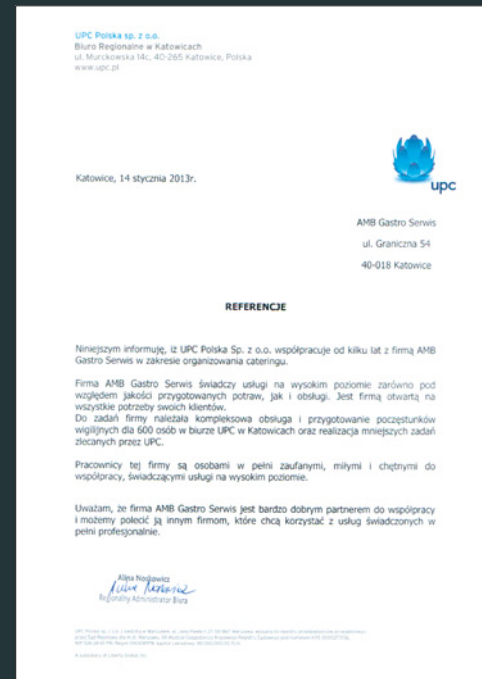 UPC Polska sp. z o.o.
Biuro Regionalne w Katowicach
ul. Murckowska 14c, 40-265 Katowice, Polska
www.upc.pl
upc
Katowice, 14 stycznia 2013r.
AMB Gastro Serwis
ul. Graniczna 54
40-018 Katowice
REFERENCJE
Niniejszym informuję, iż UPC Polska Sp. z o.o. współpracuje od kilku lat z firmą AMB
Gastro Serwis w zakresie organizowania cateringu.
Firma AMB Gastro Serwis świadczy usługi na wysokim poziomie zarówno pod
względem jakości przygotowanych potraw, jak i obsługi. Jest firmą otwartą na
wszystkie potrzeby swoich klientów.
Do zadań firmy należała kompleksowa obsługa i przygotowanie poczęstunków
wigilijnych dla 600 osób w biurze UPC w Katowicach oraz realizacja mniejszych zadań
zlecanych przez UPC.
Pracownicy tej firmy są osobami w pełni zaufanymi, miłymi i chętnymi do
współpracy, świadczącymi usługi na wysokim poziomie.
Uważam, że firma AMB Gastro Serwis jest bardzo dobrym partnerem do współpracy
i możemy polecić ją innym firmom, które chcą korzystać z usług świadczonych w
pełni profesjonalnie.
Alina Noskowicz
Regionalny Administrator Biura
A subsidiary of Liberty Global, Inc.